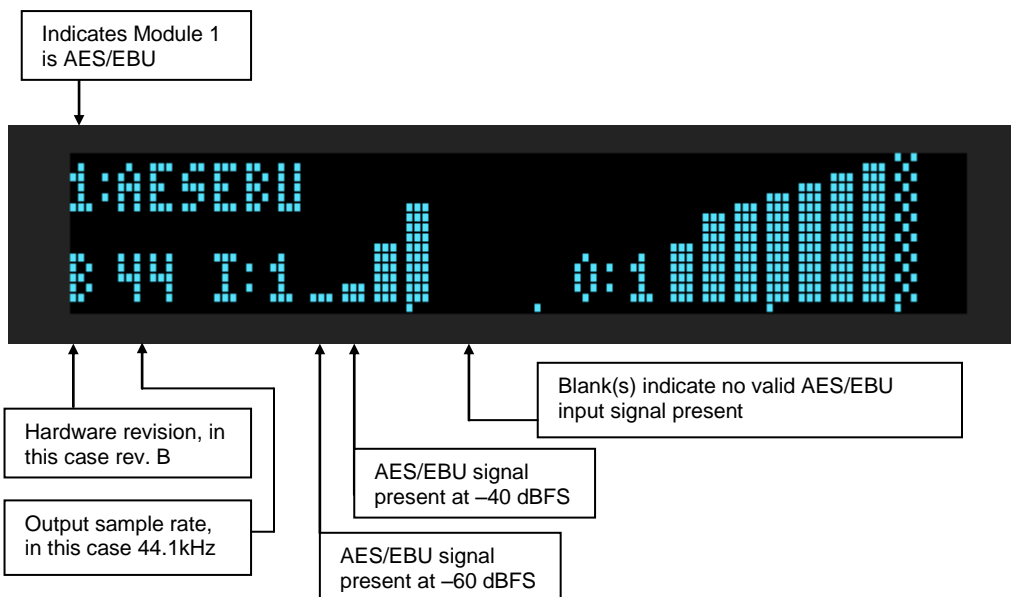 Indicates Module 1
is AES/EBU
1:AESEBU
B 44 I:1 O:1
Blank(s) indicate no valid AES/EBU
input signal present
Hardware revision, in
this case rev. B
AES/EBU signal
present at –40 dBFS
Output sample rate,
in this case 44.1kHz
AES/EBU signal
present at –60 dBFS